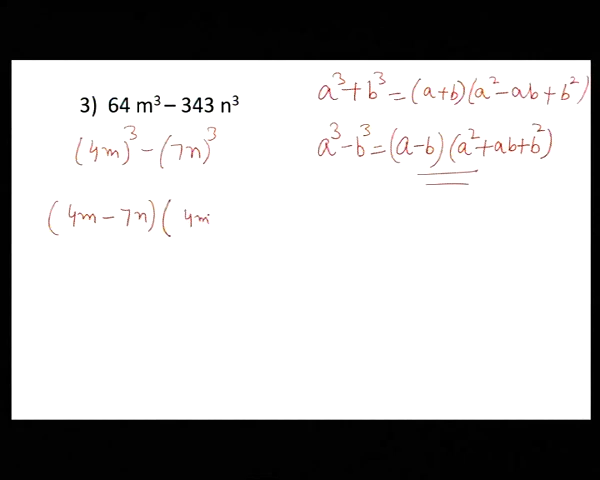 3) 64 m³ – 343 n³
(4m)³ – (7n)³
(4m – 7n)(4m
a³ + b³ = (a+b)(a² – ab + b²)
a³ – b³ = (a–b)(a² + ab + b²)